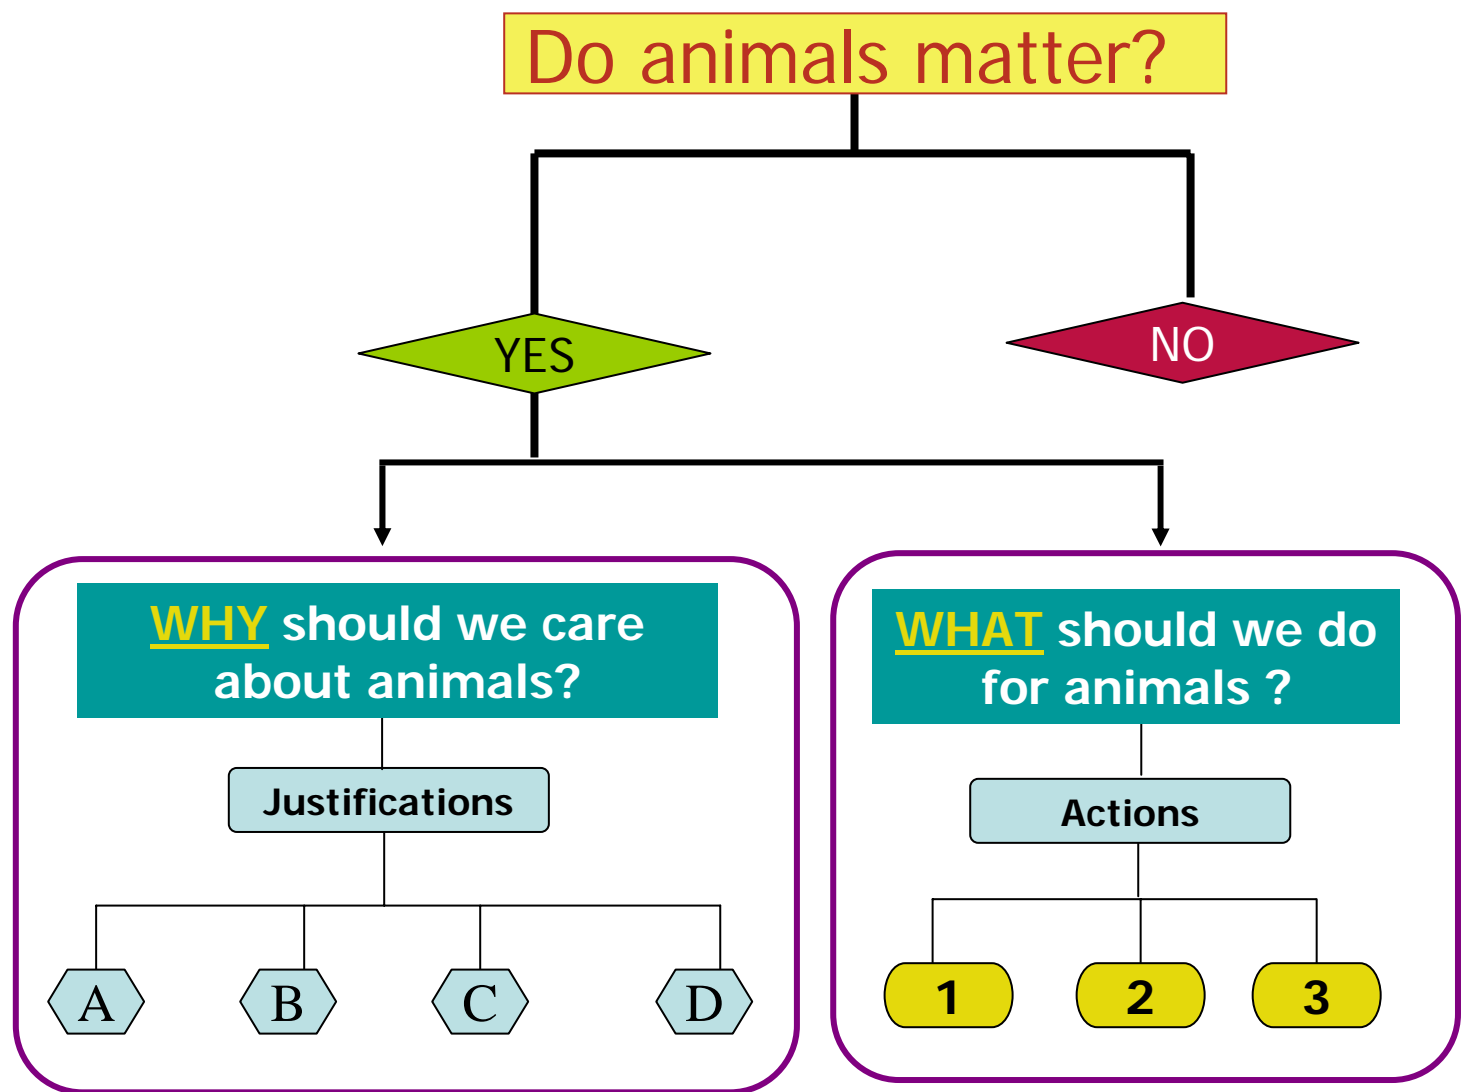 Do animals matter?
YES
NO
WHY should we care
about animals?
Justifications
A
B
C
D
WHAT should we do
for animals ?
Actions
1
2
3